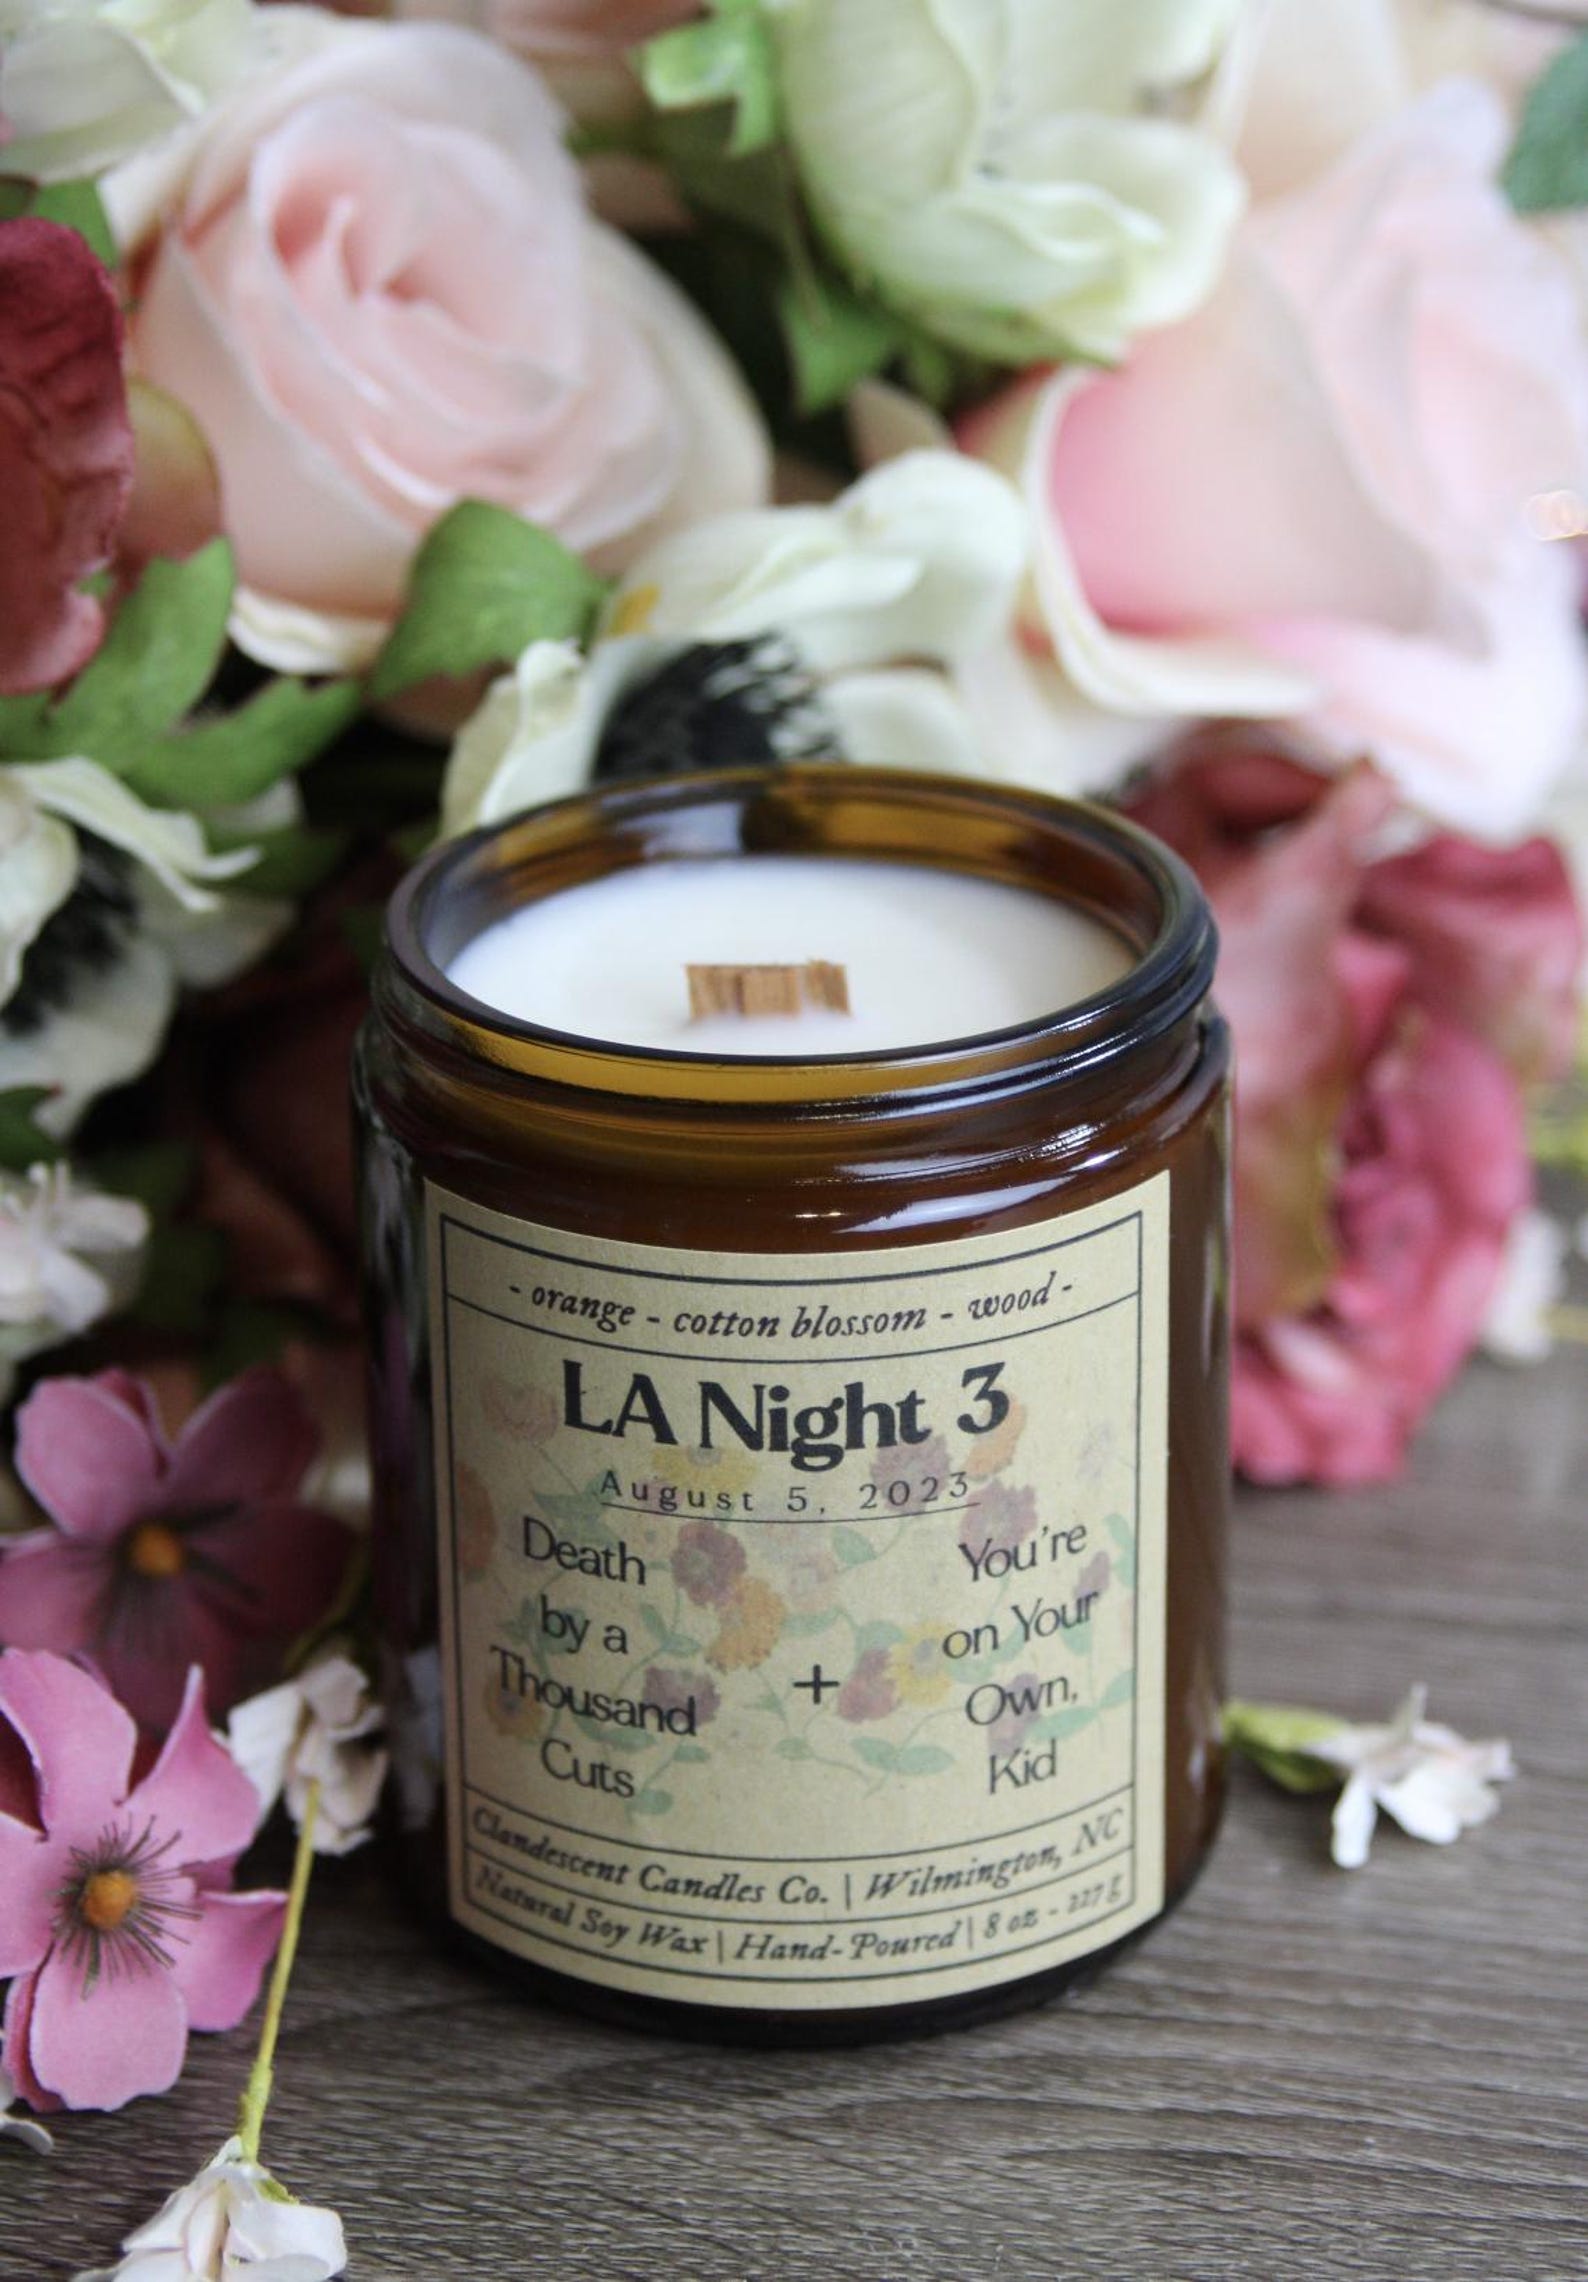 - orange - cotton blossom - wood -
LA Night 3
August 5, 2023
Death
by a
Thousand
Cuts
+
You're
on Your
Own,
Kid
Clandescent Candles Co. | Wilmington, NC
Natural Soy Wax | Hand-Poured | 8 oz - 227 g